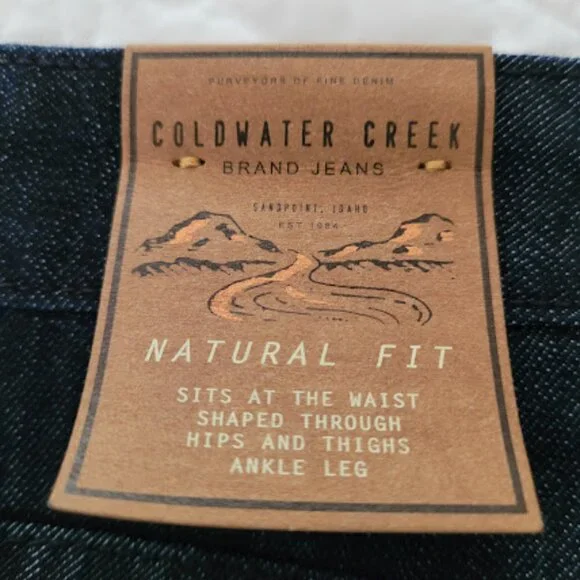 PURVEYORS OF FINE DENIM
COLDWATER CREEK
BRAND JEANS
SANDPOINT, IDAHO
EST 1984
NATURAL FIT
SITS AT THE WAIST
SHAPED THROUGH
HIPS AND THIGHS
ANKLE LEG